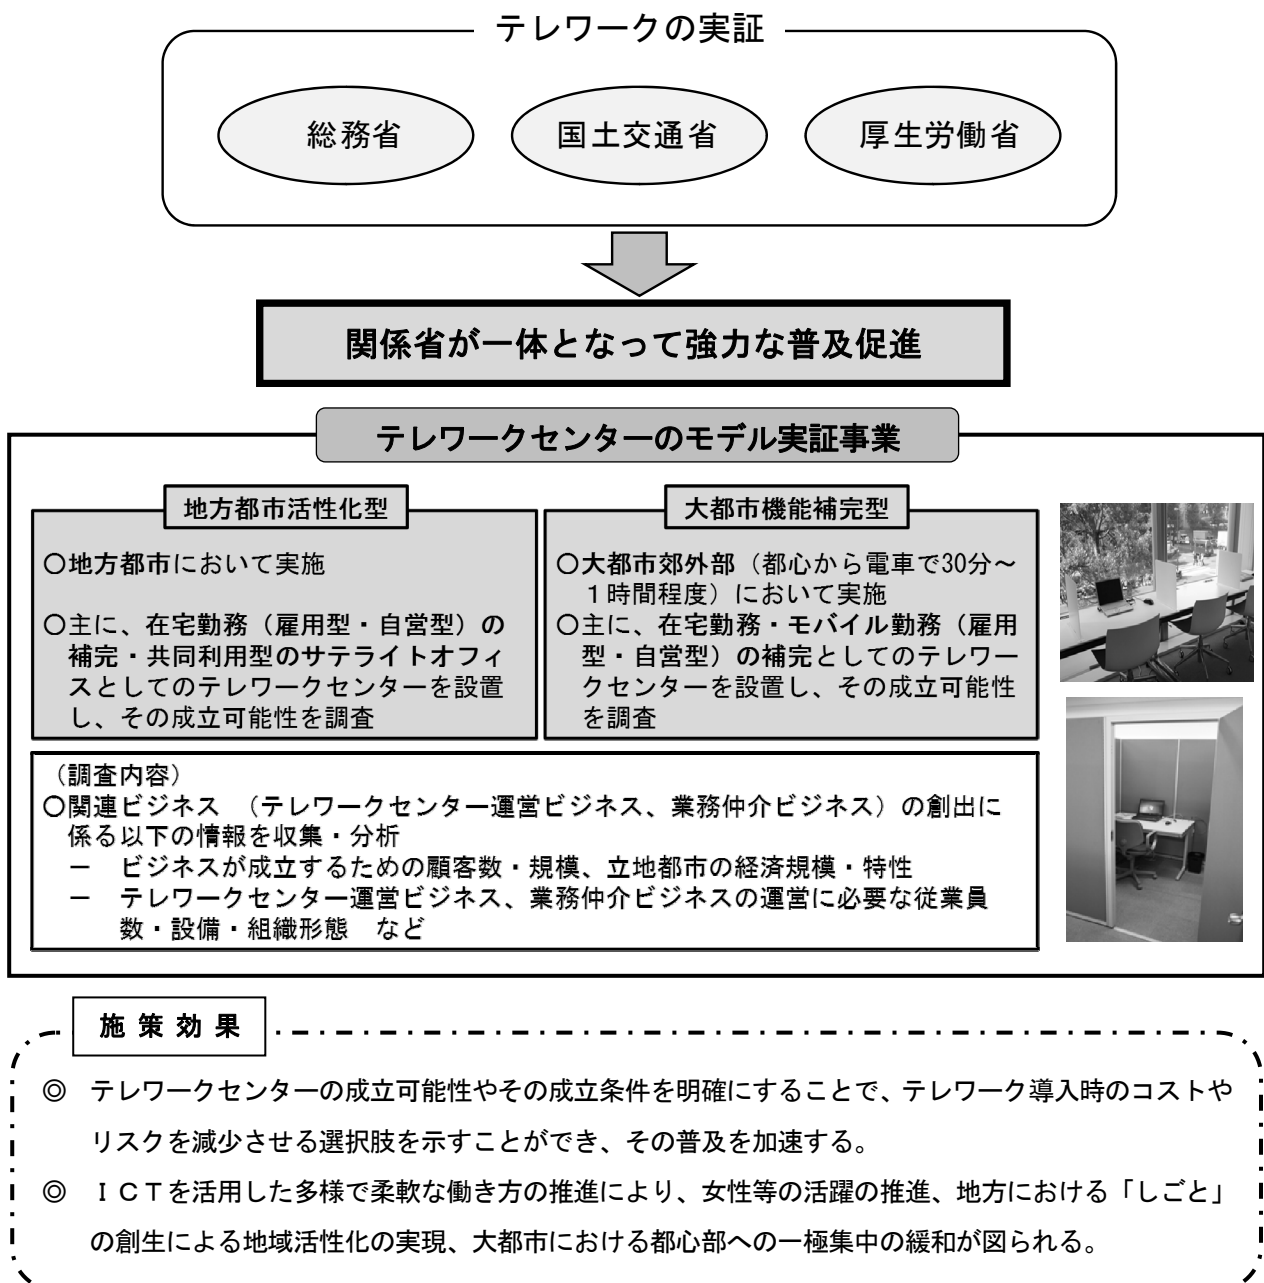 テレワークの実証
総務省
国土交通省
厚生労働省
関係省が一体となって強力な普及促進
テレワークセンターのモデル実証事業
地方都市活性化型
〇地方都市において実施
〇主に、在宅勤務（雇用型・自営型）の
補完・共同利用型のサテライトオフィ
スとしてのテレワークセンターを設置
し、その成立可能性を調査
大都市機能補完型
〇大都市郊外部（都心から電車で30分～
１時間程度）において実施
〇主に、在宅勤務・モバイル勤務（雇用
型・自営型）の補完としてのテレワー
クセンターを設置し、その成立可能性
を調査
（調査内容）
〇関連ビジネス　（テレワークセンター運営ビジネス、業務仲介ビジネス）の創出に
係る以下の情報を収集・分析
－　ビジネスが成立するための顧客数・規模、立地都市の経済規模・特性
－　テレワークセンター運営ビジネス、業務仲介ビジネスの運営に必要な従業員
数・設備・組織形態　など
施策効果
◎　テレワークセンターの成立可能性やその成立条件を明確にすることで、テレワーク導入時のコストや
リスクを減少させる選択肢を示すことができ、その普及を加速する。
◎　ＩＣＴを活用した多様で柔軟な働き方の推進により、女性等の活躍の推進、地方における「しごと」
の創生による地域活性化の実現、大都市における都心部への一極集中の緩和が図られる。